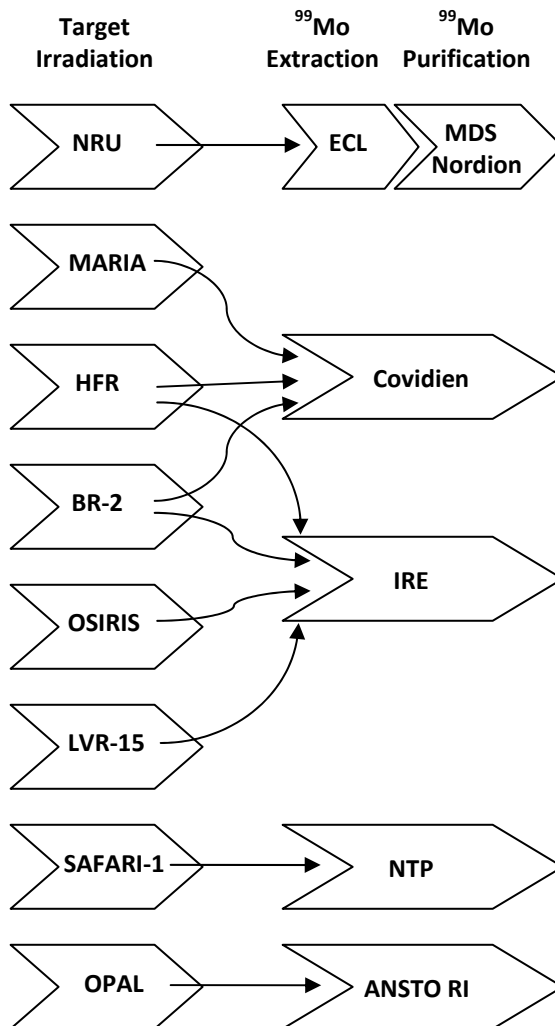 Target
Irradiation
⁹⁹Mo
Extraction
⁹⁹Mo
Purification
NRU
ECL
MDS
Nordion
MARIA
HFR
Covidien
BR-2
IRE
OSIRIS
LVR-15
SAFARI-1
NTP
OPAL
ANSTO RI